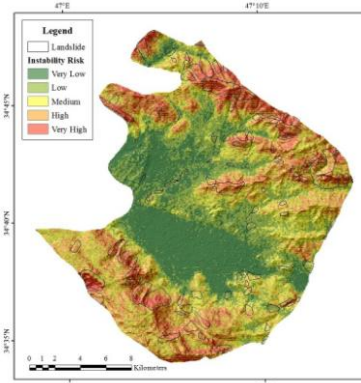 47°0'E
47°10'E
Legend
Landslide
Instability Risk
Very Low
Low
Medium
High
Very High
34°45'N
34°40'N
34°35'N
0 1 2 4 6 8
Kilometers